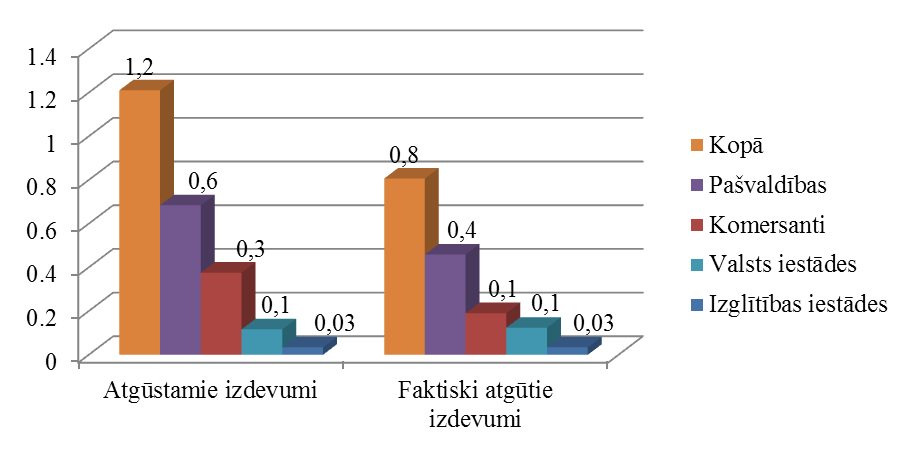 1.4
1.2
1
0.8
0.6
0.4
0.2
0
1,2
0,6
0,3
0,1
0,03
0,8
0,4
0,1
0,1
0,03
Atgūstamie izdevumi
Faktiski atgūtie
izdevumi
Kopā
Pašvaldības
Komersanti
Valsts iestādes
Izglītības iestādes